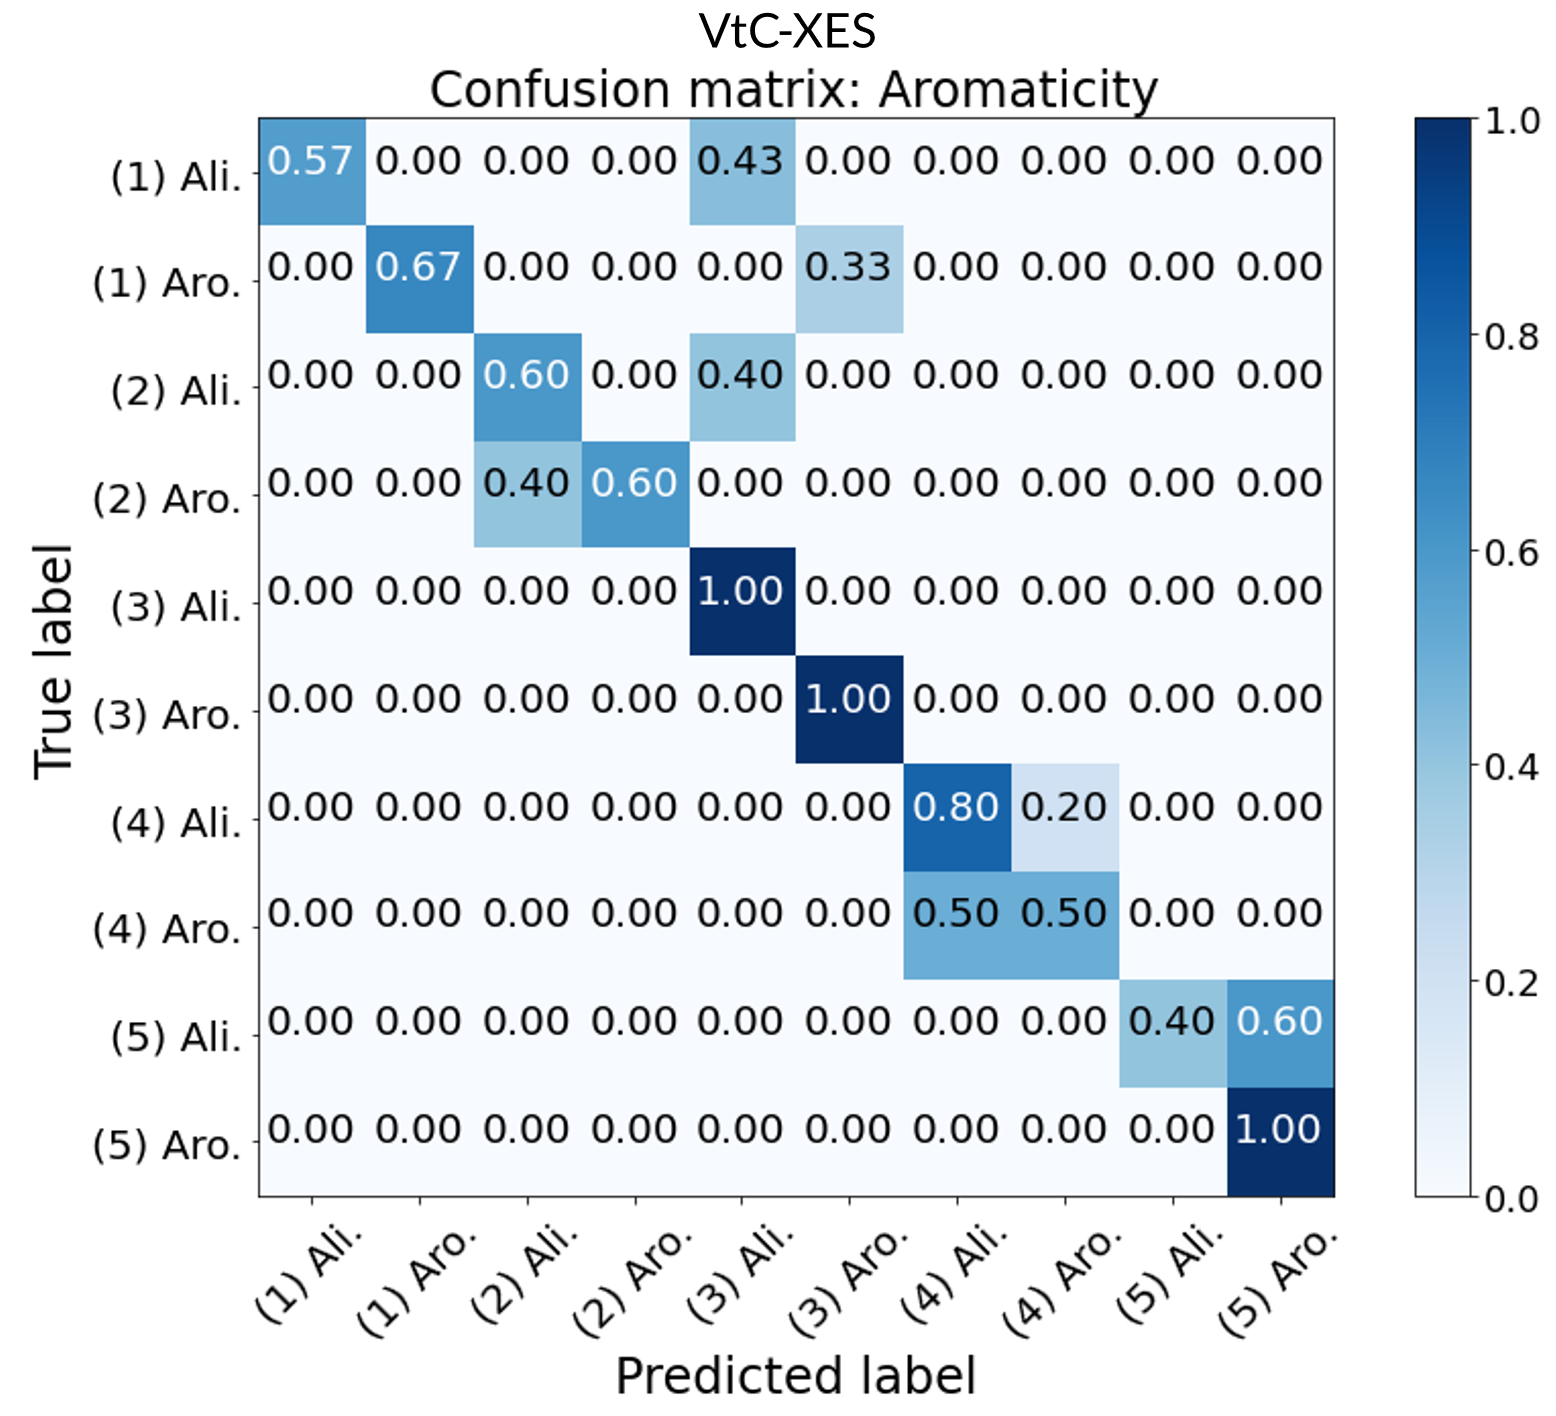 VtC-XES
Confusion matrix: Aromaticity
True label
(1) Ali. 0.57 0.00 0.00 0.00 0.43 0.00 0.00 0.00 0.00 0.00
(1) Aro. 0.00 0.67 0.00 0.00 0.00 0.33 0.00 0.00 0.00 0.00
(2) Ali. 0.00 0.00 0.60 0.00 0.40 0.00 0.00 0.00 0.00 0.00
(2) Aro. 0.00 0.00 0.40 0.60 0.00 0.00 0.00 0.00 0.00 0.00
(3) Ali. 0.00 0.00 0.00 0.00 1.00 0.00 0.00 0.00 0.00 0.00
(3) Aro. 0.00 0.00 0.00 0.00 0.00 1.00 0.00 0.00 0.00 0.00
(4) Ali. 0.00 0.00 0.00 0.00 0.00 0.00 0.80 0.20 0.00 0.00
(4) Aro. 0.00 0.00 0.00 0.00 0.00 0.00 0.50 0.50 0.00 0.00
(5) Ali. 0.00 0.00 0.00 0.00 0.00 0.00 0.00 0.00 0.40 0.60
(5) Aro. 0.00 0.00 0.00 0.00 0.00 0.00 0.00 0.00 0.00 1.00
(1) Ali. (1) Aro. (2) Ali. (2) Aro. (3) Ali. (3) Aro. (4) Ali. (4) Aro. (5) Ali. (5) Aro.
Predicted label
1.0
0.8
0.6
0.4
0.2
0.0